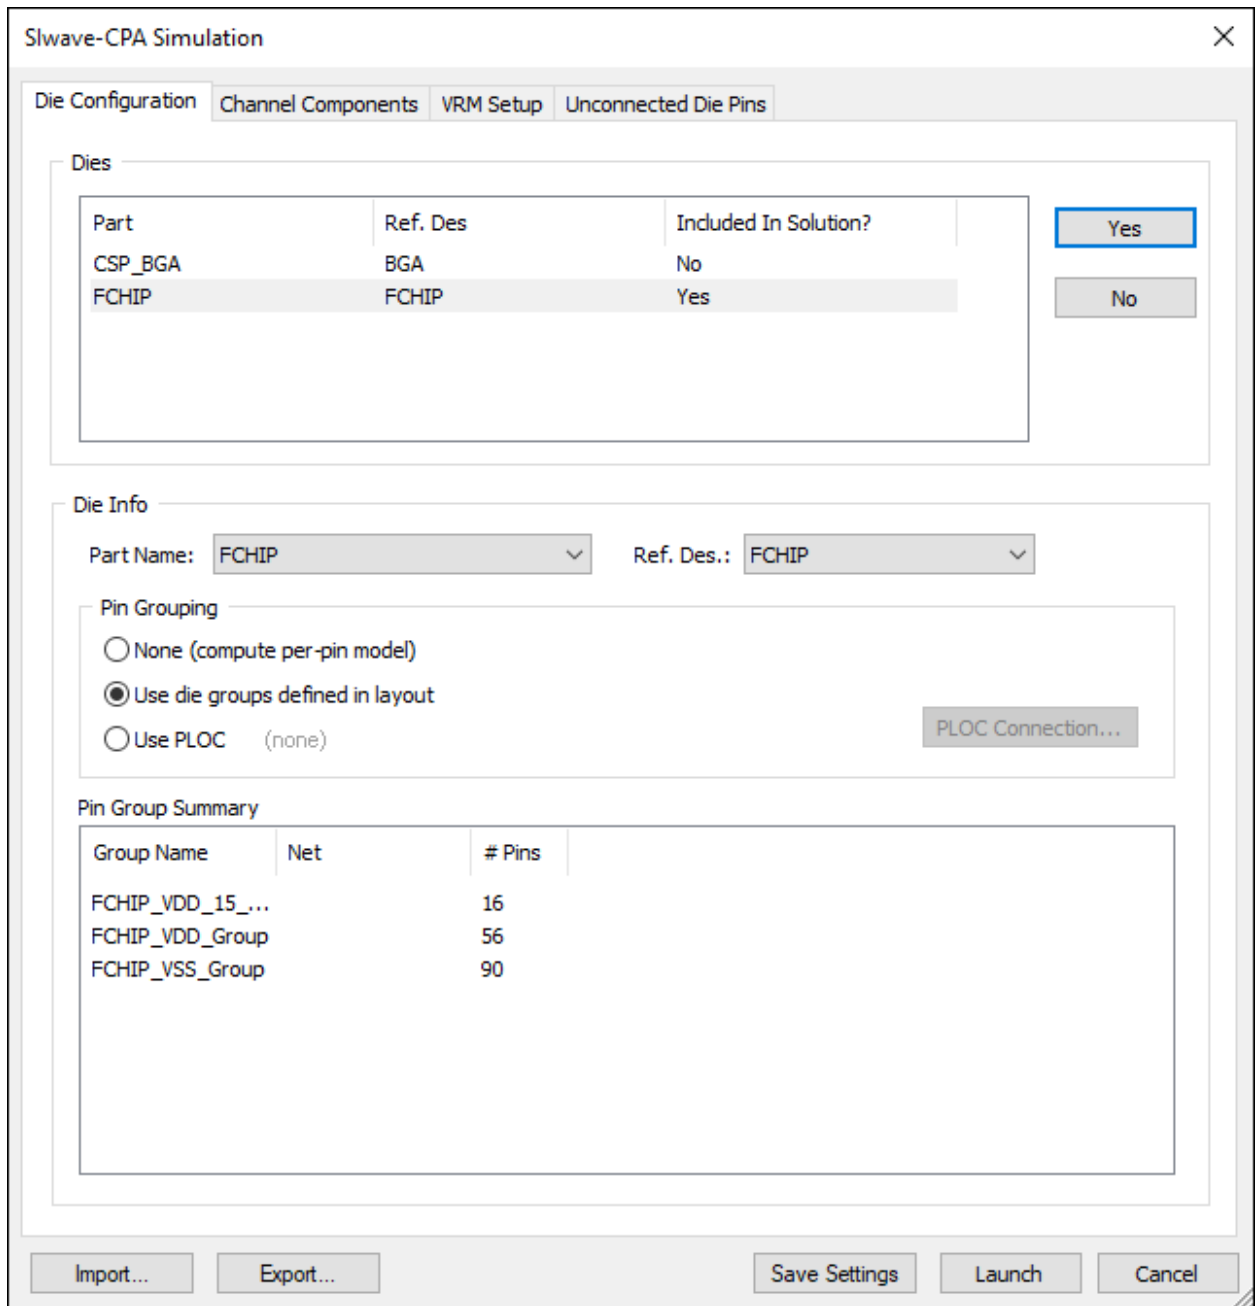 SIwave-CPA Simulation
Die Configuration Channel Components VRM Setup Unconnected Die Pins
Dies
Part Ref. Des Included In Solution?
CSP_BGA BGA No
FCHIP FCHIP Yes
Yes
No
Die Info
Part Name: FCHIP Ref. Des.: FCHIP
Pin Grouping
None (compute per-pin model)
Use die groups defined in layout
Use PLOC (none)
PLOC Connection...
Pin Group Summary
Group Name Net # Pins
FCHIP_VDD_15_... 16
FCHIP_VDD_Group 56
FCHIP_VSS_Group 90
Import... Export... Save Settings Launch Cancel